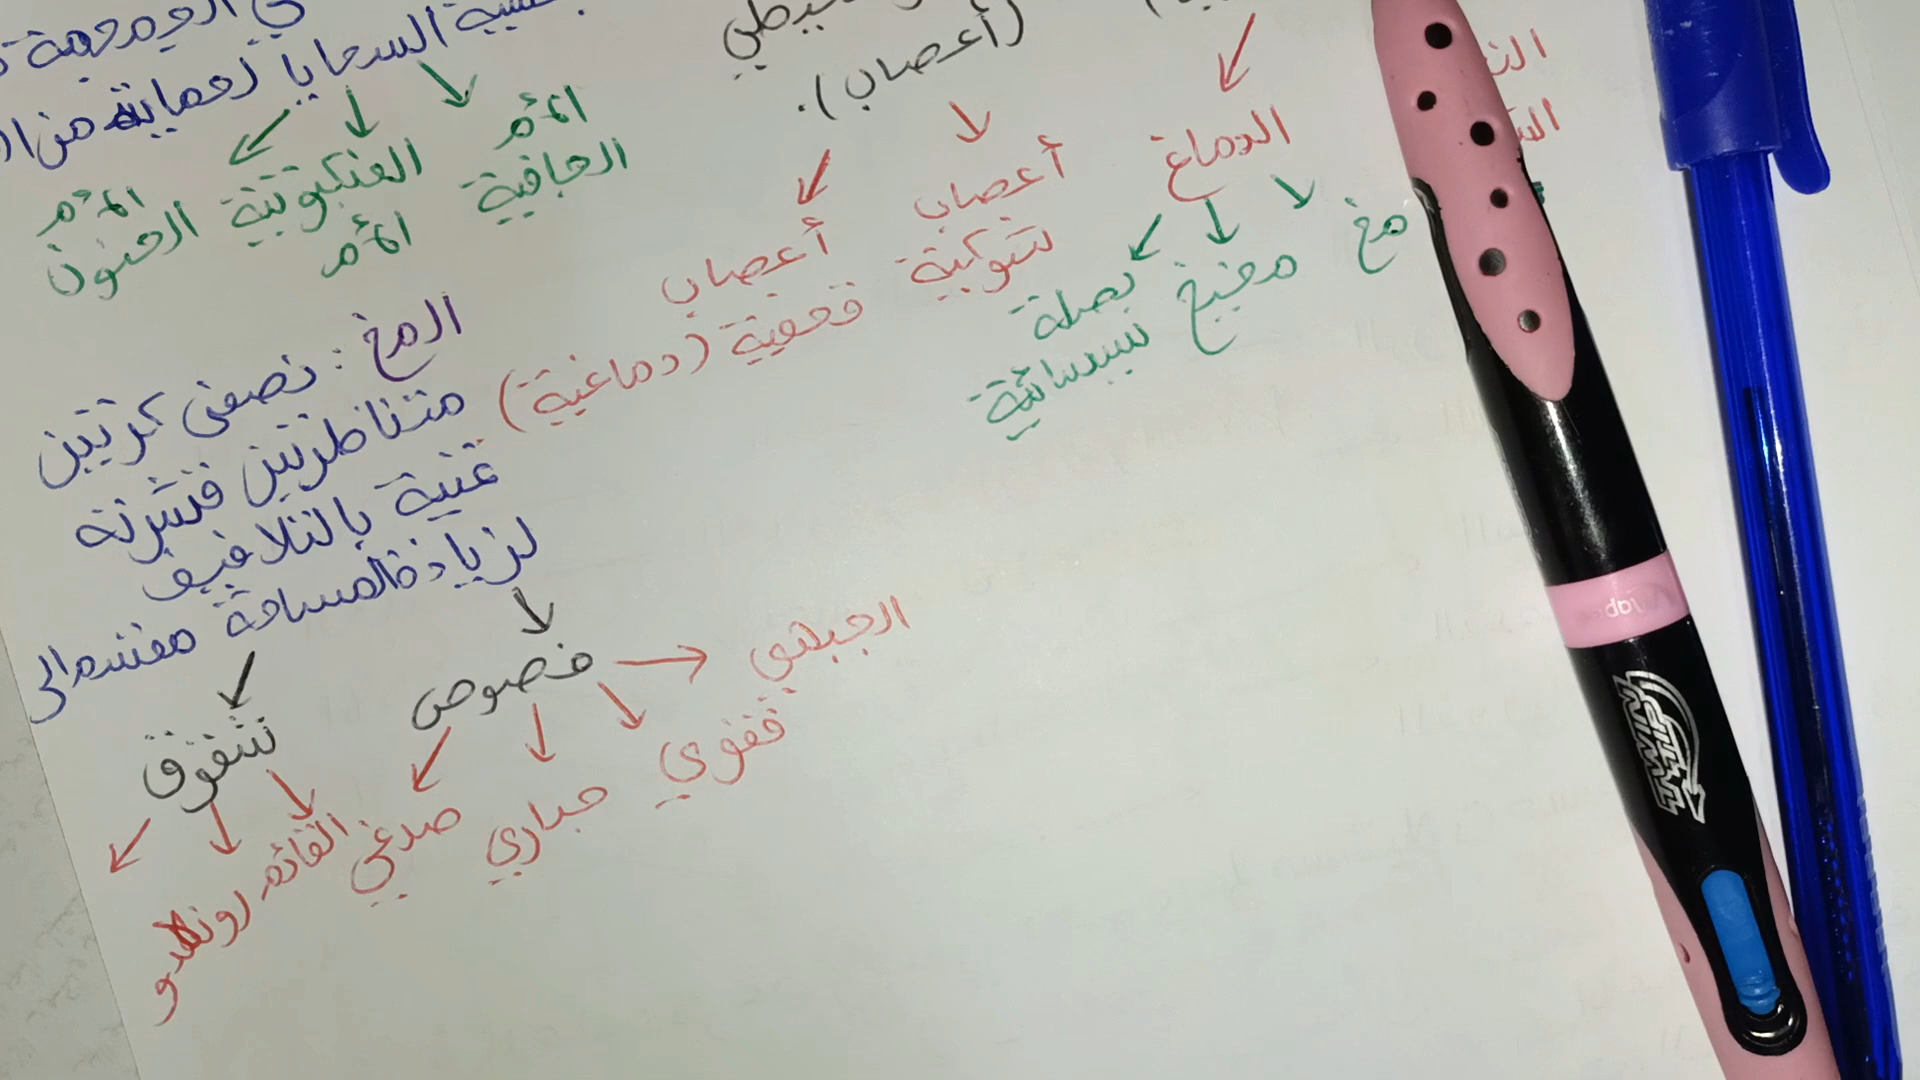 (أعصاب).
الدماغ
أعصاب
شوكية
أعصاب
قحفية (دماغية)
مخ
مخيخ
بصلة
سيسائية
السحايا لحمايته من
الأم
الجافية
العنكبوتية
الأم
الحنون
الأم
المخ: نصفي كرتين
متناظرتين قشرته
غنية بالتلافيف
لزيادة المساحة مقسم الى
فصوص
الجبهي
قفوي
جداري
صدغي
شقوق
القائم
رولاندو